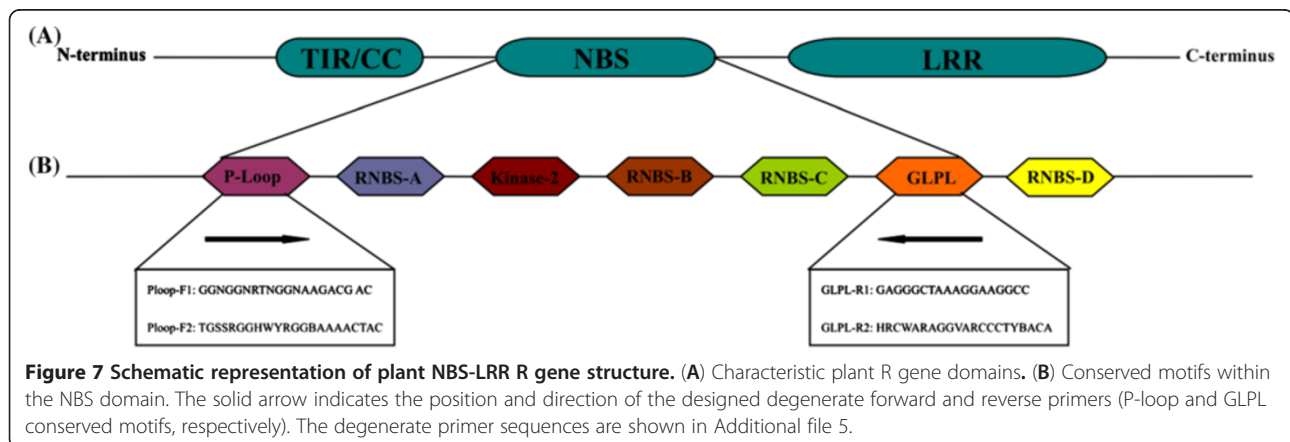 (A)
N-terminus
TIR/CC
NBS
LRR
C-terminus
(B)
P-Loop
RNBS-A
Kinase-2
RNBS-B
RNBS-C
GLPL
RNBS-D
Ploop-F1: GGNGGNRTNGGNAAGACG AC
Ploop-F2: TGSSRGGHWYRGGBAAAACTAC
GLPL-R1: GAGGGCTAAAGGAAGGCC
GLPL-R2: HRCWARAGGVARCCCTYBACA
Figure 7 Schematic representation of plant NBS-LRR R gene structure. (A) Characteristic plant R gene domains. (B) Conserved motifs within
the NBS domain. The solid arrow indicates the position and direction of the designed degenerate forward and reverse primers (P-loop and GLPL
conserved motifs, respectively). The degenerate primer sequences are shown in Additional file 5.